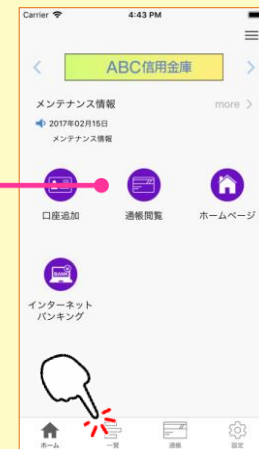 Carrier 4:43 PM
ABC信用金庫
メンテナンス情報 more >
2017年02月15日
メンテナンス情報
口座追加 通帳閲覧 ホームページ
BANK
インターネット
バンキング
ホーム 一覧 通帳 設定